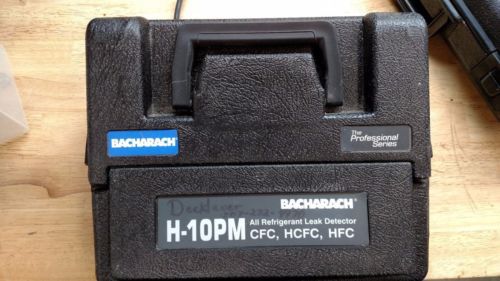 BACHARACH®
The
Professional
Series
BACHARACH®
H-10PM All Refrigerant Leak Detector
CFC, HCFC, HFC